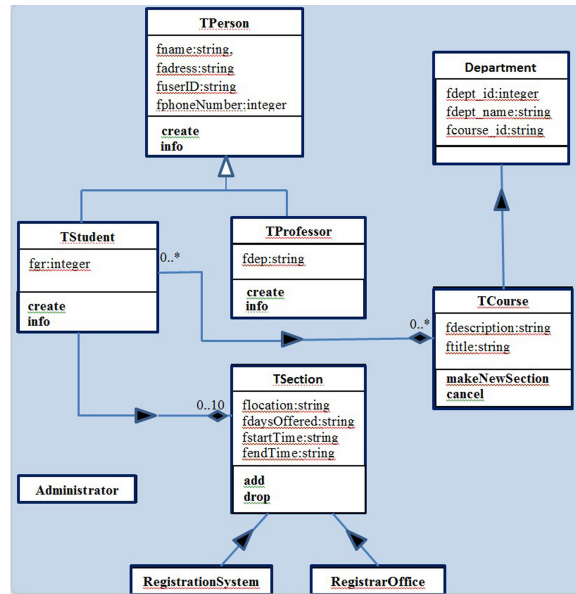 TPerson
fname:string,
fadress:string
fuserID:string
fphoneNumber:integer
create
info
Department
fdept_id:integer
fdept_name:string
fcourse_id:string
TStudent
fgr:integer
create
info
0..*
TProfessor
fdep:string
create
info
0..*
TCourse
fdescription:string
ftitle:string
makeNewSection
cancel
0..10
TSection
flocation:string
fdaysOffered:string
fstartTime:string
fendTime:string
add
drop
Administrator
RegistrationSystem
RegistrarOffice